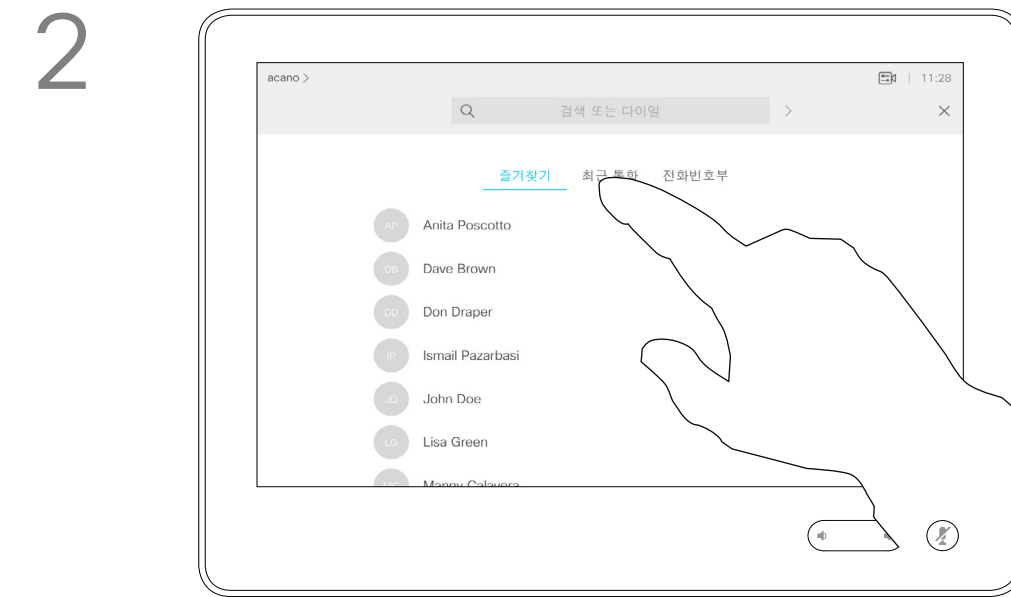 2
acano >
11:28
검색 또는 다이얼
즐겨찾기 최근 통화 전화번호부
AP Anita Poscotto
DB Dave Brown
DD Don Draper
IP Ismail Pazarbasi
JD John Doe
LG Lisa Green
Manny Calavera